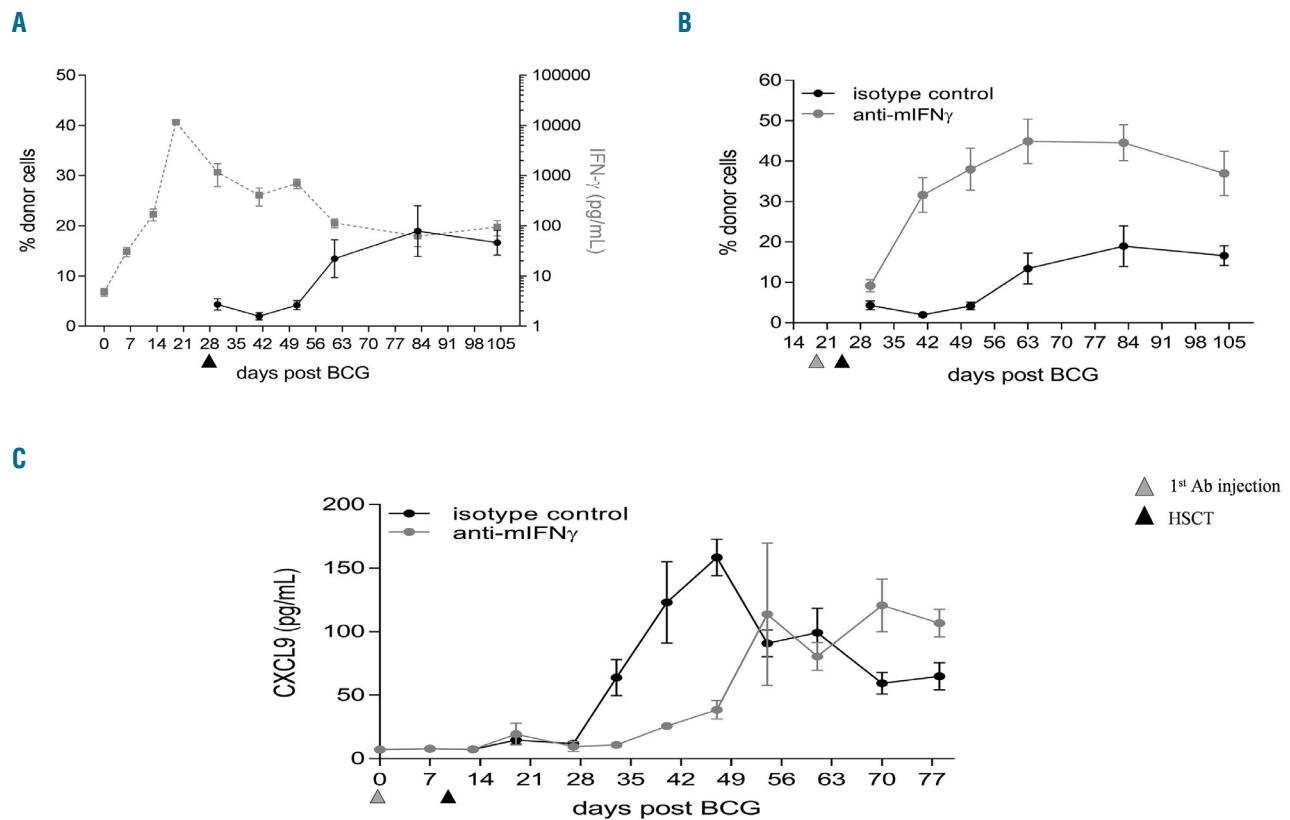 A
B
50
40
30
20
10
0
% donor cells
100000
10000
1000
100
10
1
IFN-γ (pg/mL)
0 7 14 21 28 35 42 49 56 63 70 77 84 91 98 105
days post BCG
60
50
40
30
20
10
0
% donor cells
isotype control
anti-mIFNγ
14 21 28 35 42 49 56 63 70 77 84 91 98 105
days post BCG
C
200
150
100
50
0
CXCL9 (pg/mL)
isotype control
anti-mIFNγ
0 7 14 21 28 35 42 49 56 63 70 77
days post BCG
1st Ab injection
HSCT